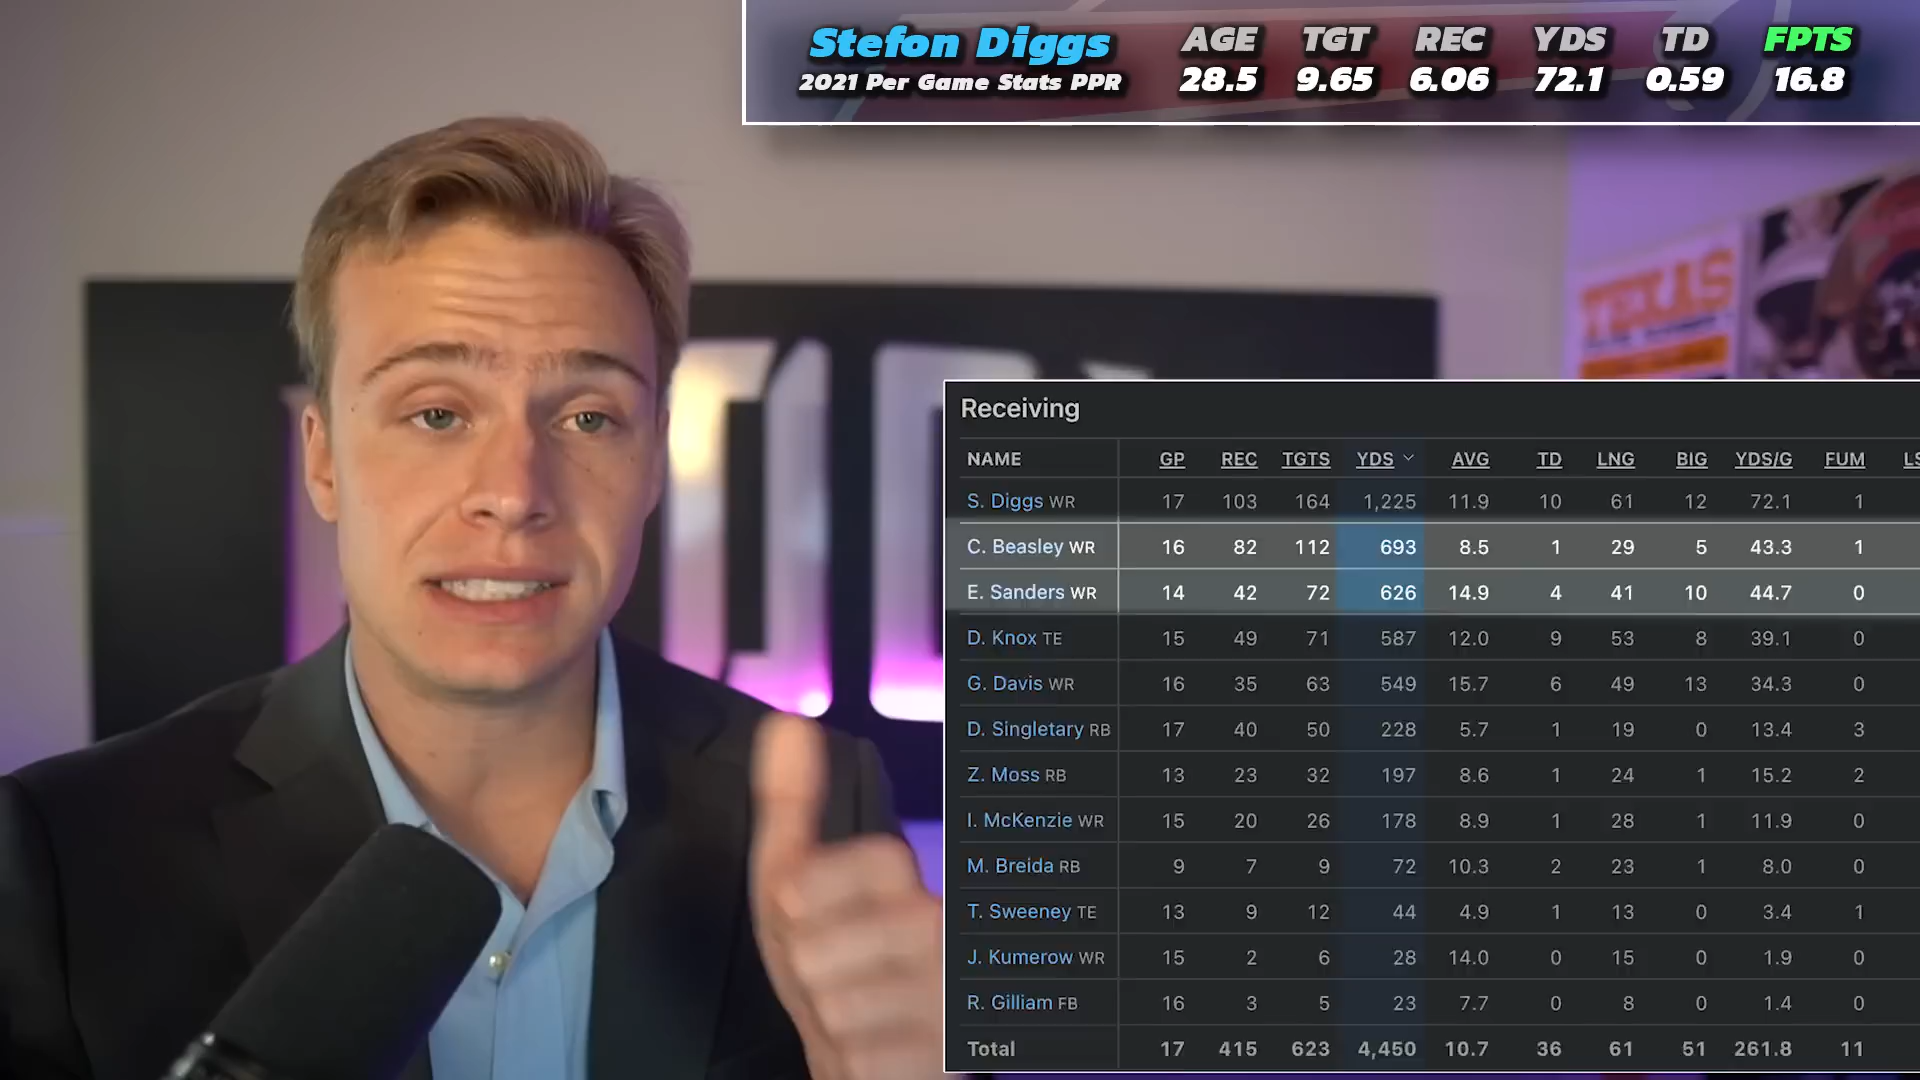 Stefon Diggs AGE TGT REC YDS TD FPTS
2021 Per Game Stats PPR 28.5 9.65 6.06 72.1 0.59 16.8
TEXAS
Receiving
NAME GP REC TGTS YDS AVG TD LNG BIG YDS/G FUM
S. Diggs WR 17 103 164 1,225 11.9 10 61 12 72.1 1
C. Beasley WR 16 82 112 693 8.5 1 29 5 43.3 1
E. Sanders WR 14 42 72 626 14.9 4 41 10 44.7 0
D. Knox TE 15 49 71 587 12.0 9 53 8 39.1 0
G. Davis WR 16 35 63 549 15.7 6 49 13 34.3 0
D. Singletary RB 17 40 50 228 5.7 1 19 0 13.4 3
Z. Moss RB 13 23 32 197 8.6 1 24 1 15.2 2
I. McKenzie WR 15 20 26 178 8.9 1 28 1 11.9 0
M. Breida RB 9 7 9 72 10.3 2 23 1 8.0 0
T. Sweeney TE 13 9 12 44 4.9 1 13 0 3.4 1
J. Kumerow WR 15 2 6 28 14.0 0 15 0 1.9 0
R. Gilliam FB 16 3 5 23 7.7 0 8 0 1.4 0
Total 17 415 623 4,450 10.7 36 61 51 261.8 11